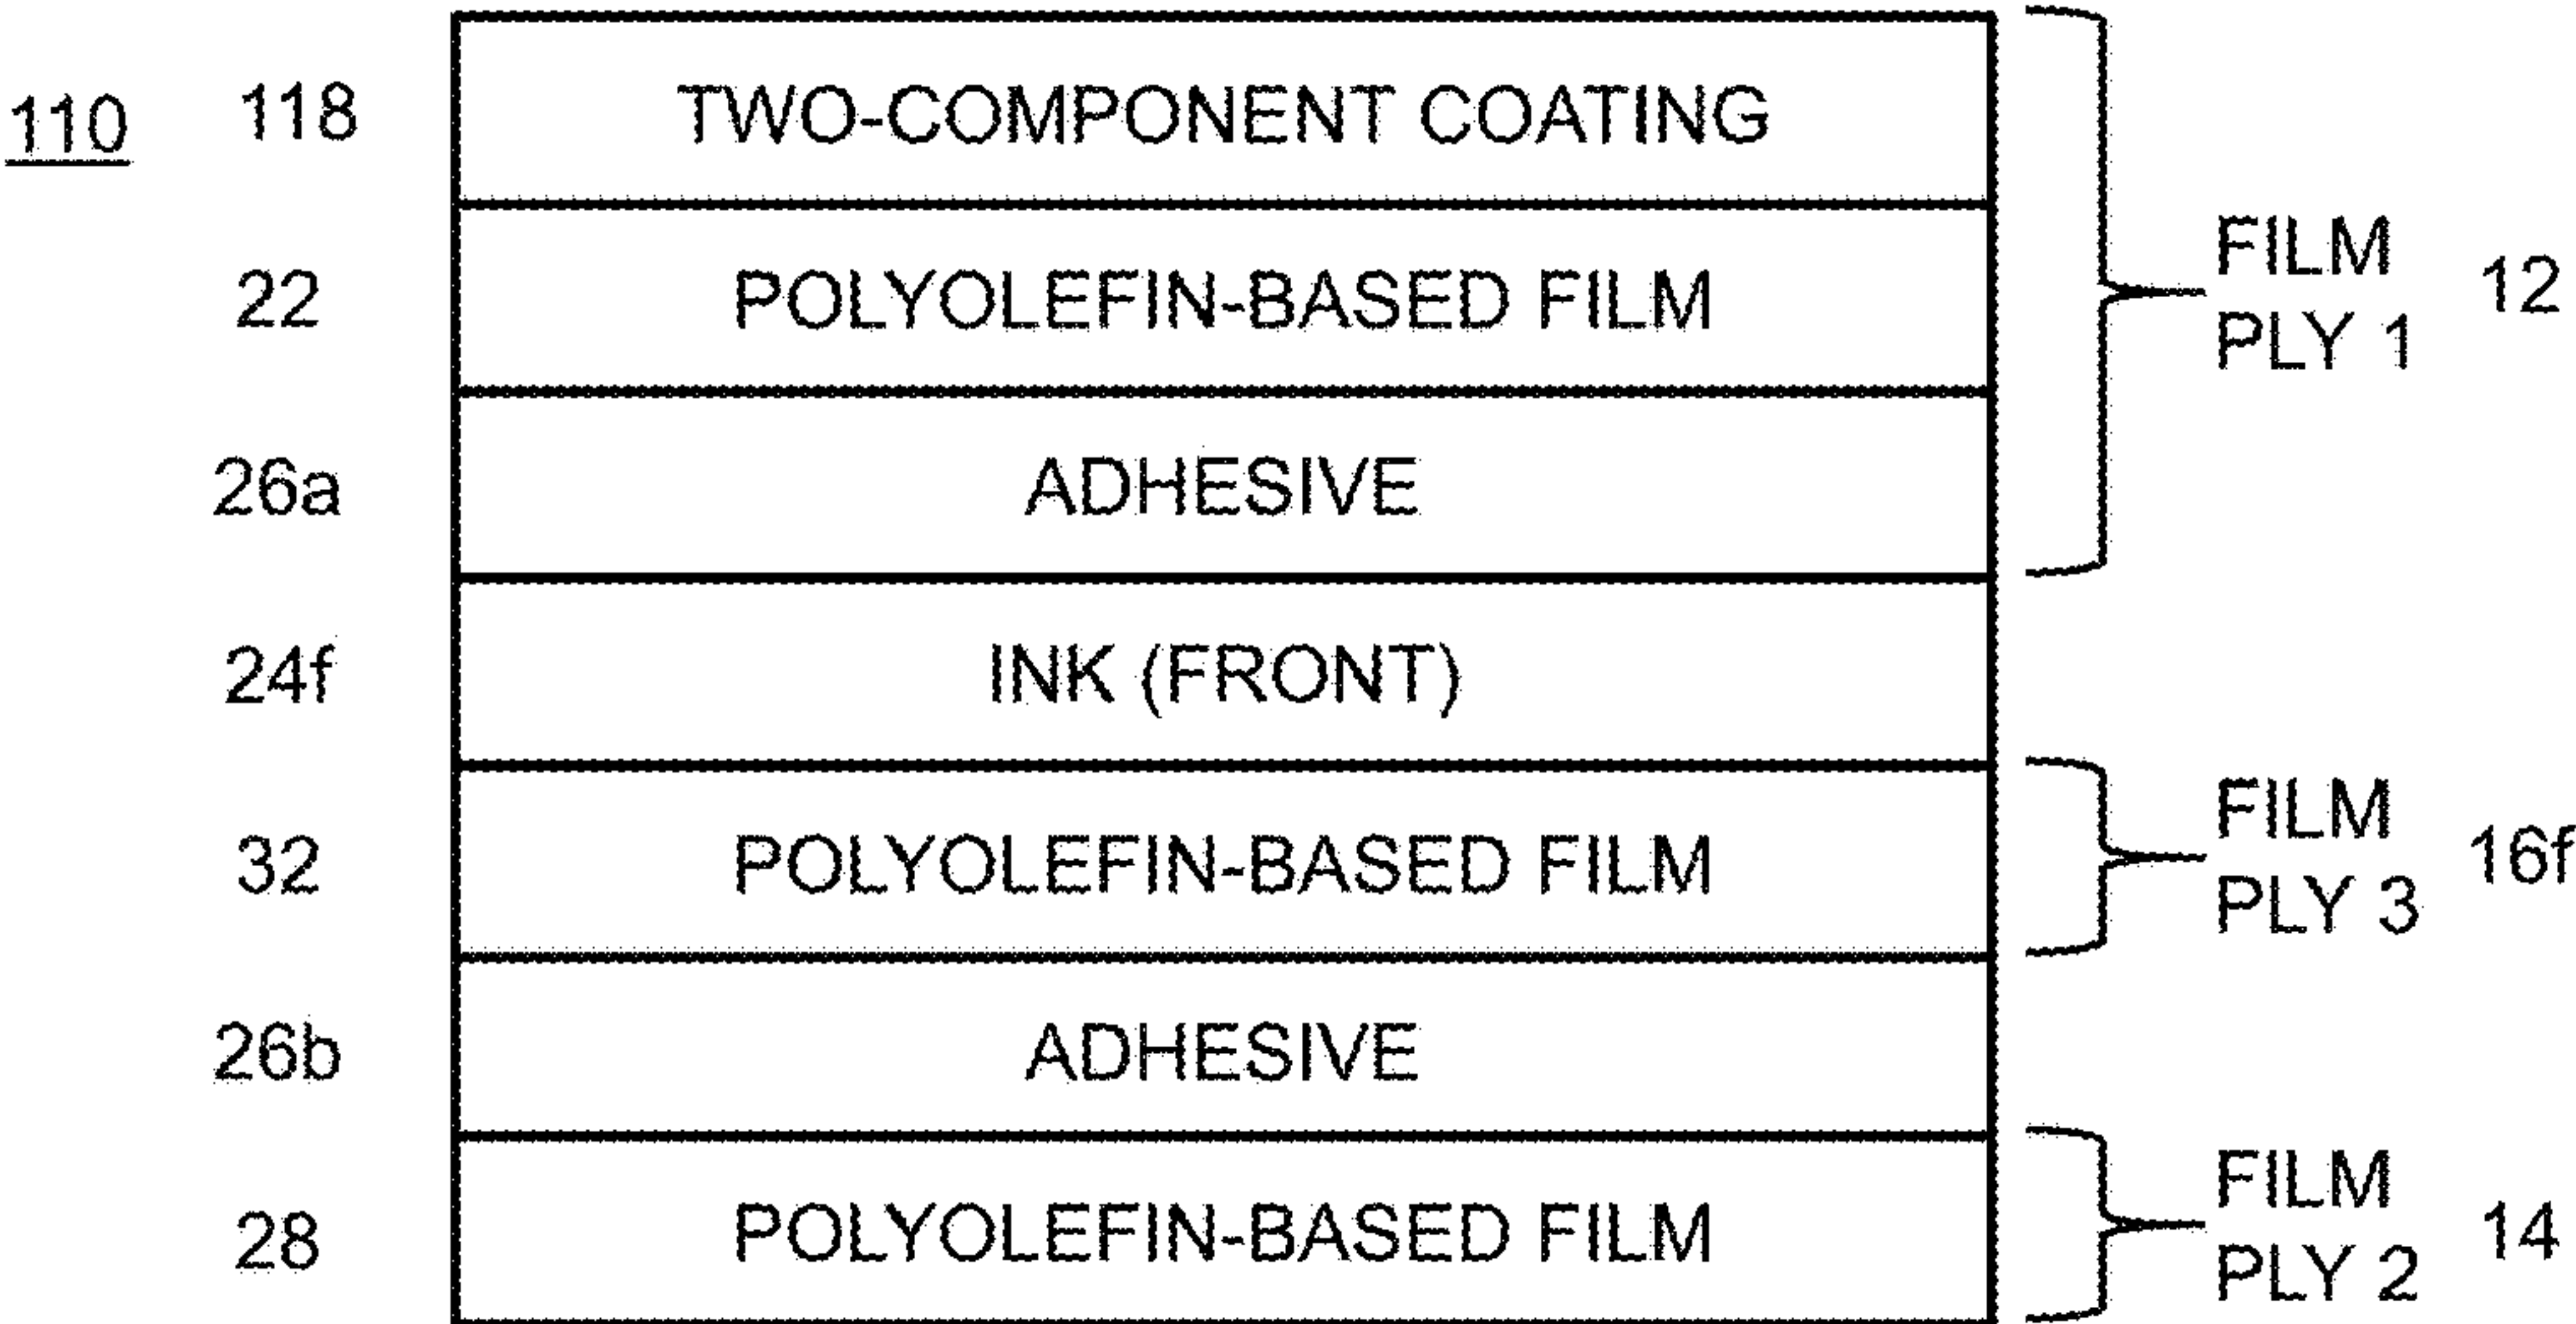 110
118 TWO-COMPONENT COATING
22 POLYOLEFIN-BASED FILM
FILM
PLY 1
12
26a ADHESIVE
24f INK (FRONT)
32 POLYOLEFIN-BASED FILM
FILM
PLY 3
16f
26b ADHESIVE
28 POLYOLEFIN-BASED FILM
FILM
PLY 2
14